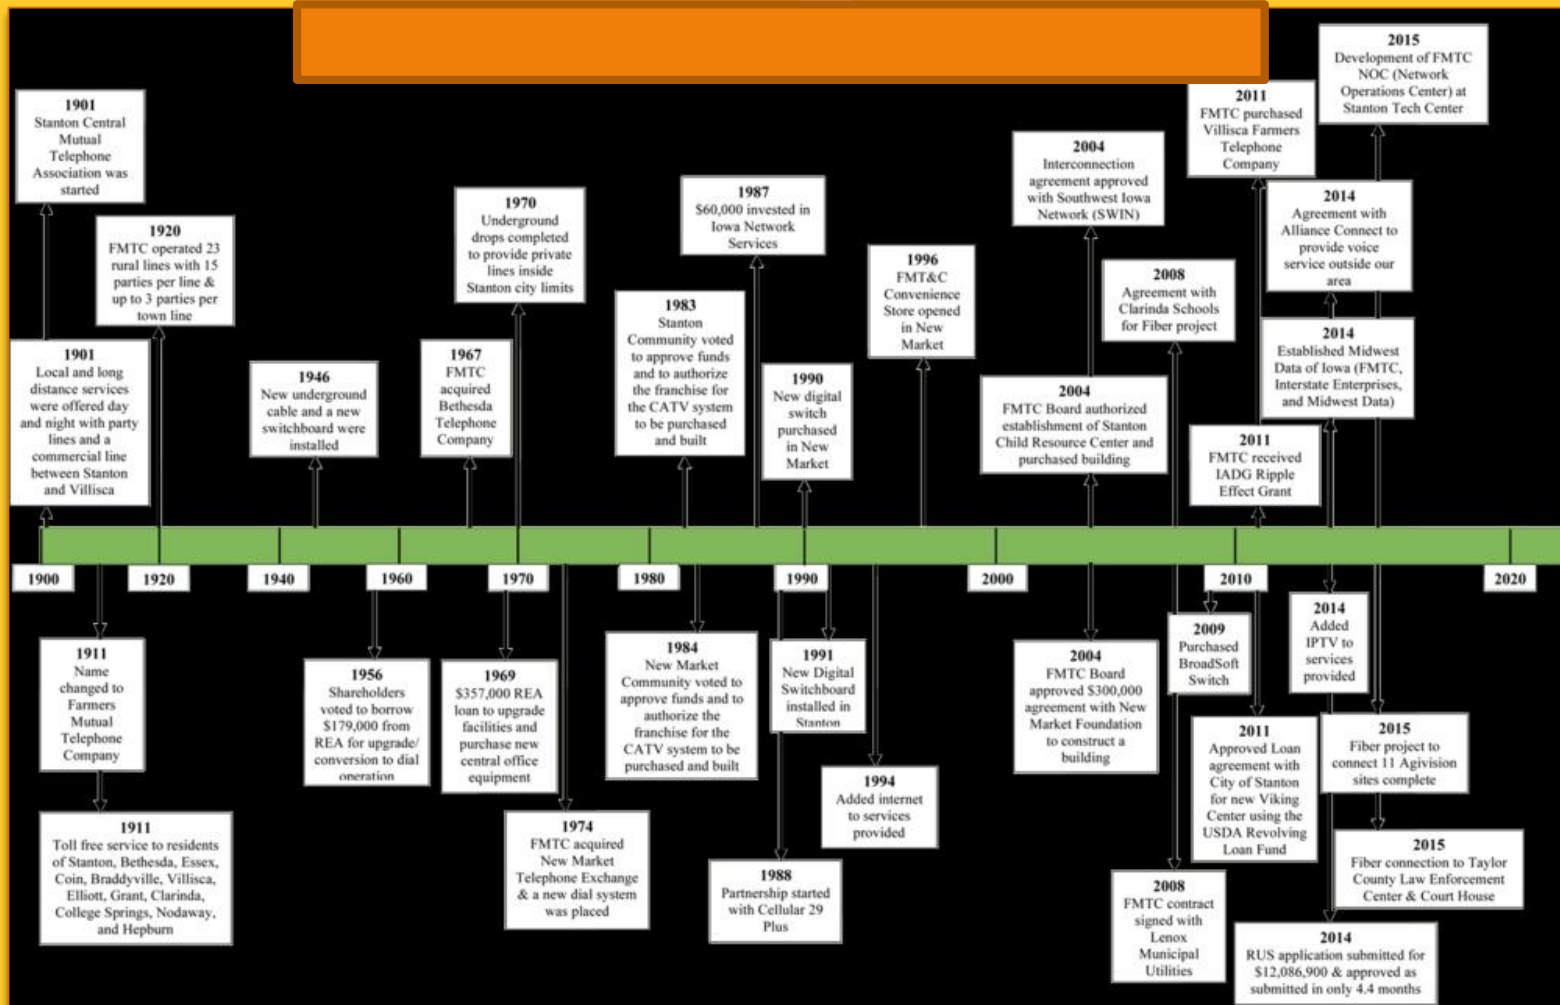 1901
Stanton Central
Mutual
Telephone
Association was
started
1920
FMTC operated 23
rural lines with 15
parties per line &
up to 3 parties per
town line
1901
Local and long
distance services
were offered day
and night with party
lines and a
commercial line
between Stanton
and Villisca
1946
New underground
cable and a new
switchboard were
installed
1967
FMTC
acquired
Bethesda
Telephone
Company
1970
Underground
drops completed
to provide private
lines inside
Stanton city limits
1983
Stanton
Community voted
to approve funds
and to authorize
the franchise for
the CATV system
to be purchased
and built
1987
$60,000 invested in
Iowa Network
Services
1990
New digital
switch
purchased
in New
Market
1996
FMT&C
Convenience
Store opened
in New
Market
2004
Interconnection
agreement approved
with Southwest Iowa
Network (SWIN)
2004
FMTC Board authorized
establishment of Stanton
Child Resource Center and
purchased building
2008
Agreement with
Clarinda Schools
for Fiber project
2011
FMTC purchased
Villisca Farmers
Telephone
Company
2011
FMTC received
IADG Ripple
Effect Grant
2014
Agreement with
Alliance Connect to
provide voice
service outside our
area
2014
Established Midwest
Data of Iowa (FMTC,
Interstate Enterprises,
and Midwest Data)
2015
Development of FMTC
NOC (Network
Operations Center) at
Stanton Tech Center
1900
1920
1940
1960
1970
1980
1990
2000
2010
2020
1911
Name
changed to
Farmers
Mutual
Telephone
Company
1911
Toll free service to residents
of Stanton, Bethesda, Essex,
Coin, Braddyville, Villisca,
Elliott, Grant, Clarinda,
College Springs, Nodaway,
and Hepburn
1956
Shareholders
voted to borrow
$179,000 from
REA for upgrade/
conversion to dial
operation
1969
$357,000 REA
loan to upgrade
facilities and
purchase new
central office
equipment
1974
FMTC acquired
New Market
Telephone Exchange
& a new dial system
was placed
1984
New Market
Community voted to
approve funds and to
authorize the
franchise for the
CATV system to be
purchased and built
1988
Partnership started
with Cellular 29
Plus
1991
New Digital
Switchboard
installed in
Stanton
1994
Added internet
to services
provided
2004
FMTC Board
approved $300,000
agreement with New
Market Foundation
to construct a
building
2008
FMTC contract
signed with
Lenox
Municipal
Utilities
2009
Purchased
BroadSoft
Switch
2011
Approved Loan
agreement with
City of Stanton
for new Viking
Center using the
USDA Revolving
Loan Fund
2014
Added
IPTV to
services
provided
2015
Fiber project to
connect 11 Agivision
sites complete
2015
Fiber connection to Taylor
County Law Enforcement
Center & Court House
2014
RUS application submitted for
$12,086,900 & approved as
submitted in only 4.4 months